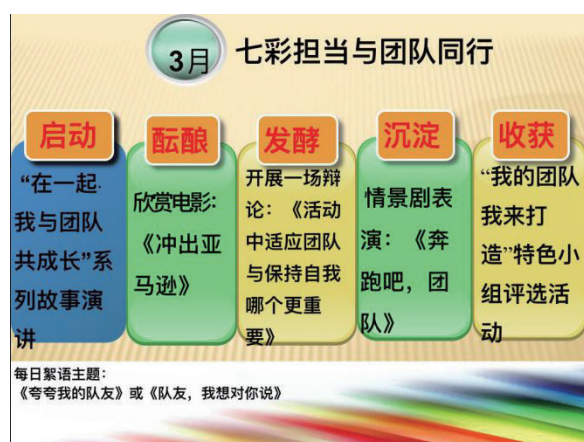 3月
七彩担当与团队同行
启动
“在一起.
我与团队
共成长”系
列故事演
讲
酝酿
欣赏电影：
《冲出亚
马逊》
发酵
开展一场辩
论：《活动
中适应团队
与保持自我
哪个更重
要》
沉淀
情景剧表
演：《奔
跑吧，团
队》
收获
“我的团队
我来打
造”特色小
组评选活
动
每日絮语主题：
《夸夸我的队友》或《队友，我想对你说》